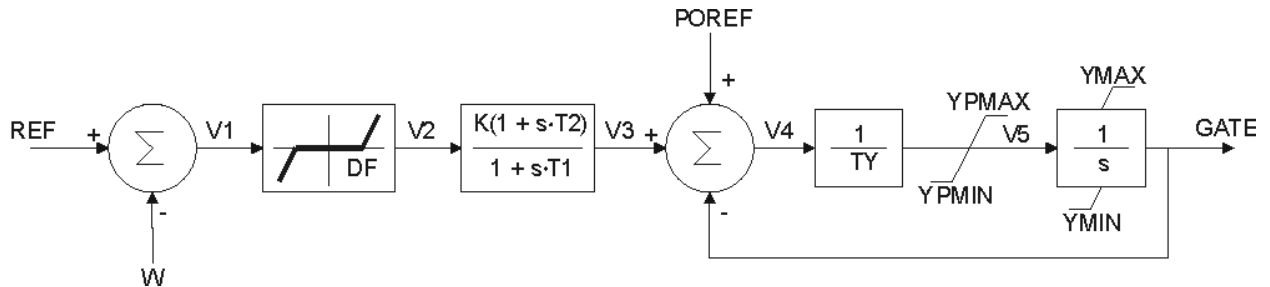 POREF
+
REF
+
Σ
-
W
V1
DF
V2
K(1 + s·T2)
1 + s·T1
V3
+
Σ
-
V4
1
TY
YPMAX
YPMIN
V5
YMAX
1
s
YMIN
GATE